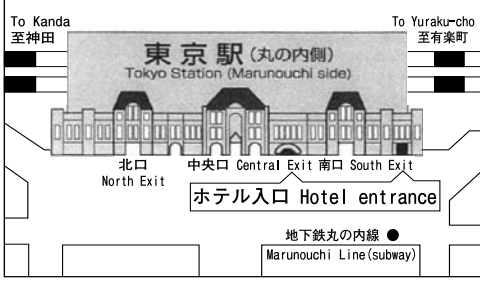 To Kanda
至神田
To Yuraku-cho
至有楽町
東京駅(丸の内側)
Tokyo Station (Marunouchi side)
北口
North Exit
中央口 Central Exit
南口 South Exit
ホテル入口 Hotel entrance
地下鉄丸の内線
Marunouchi Line(subway)